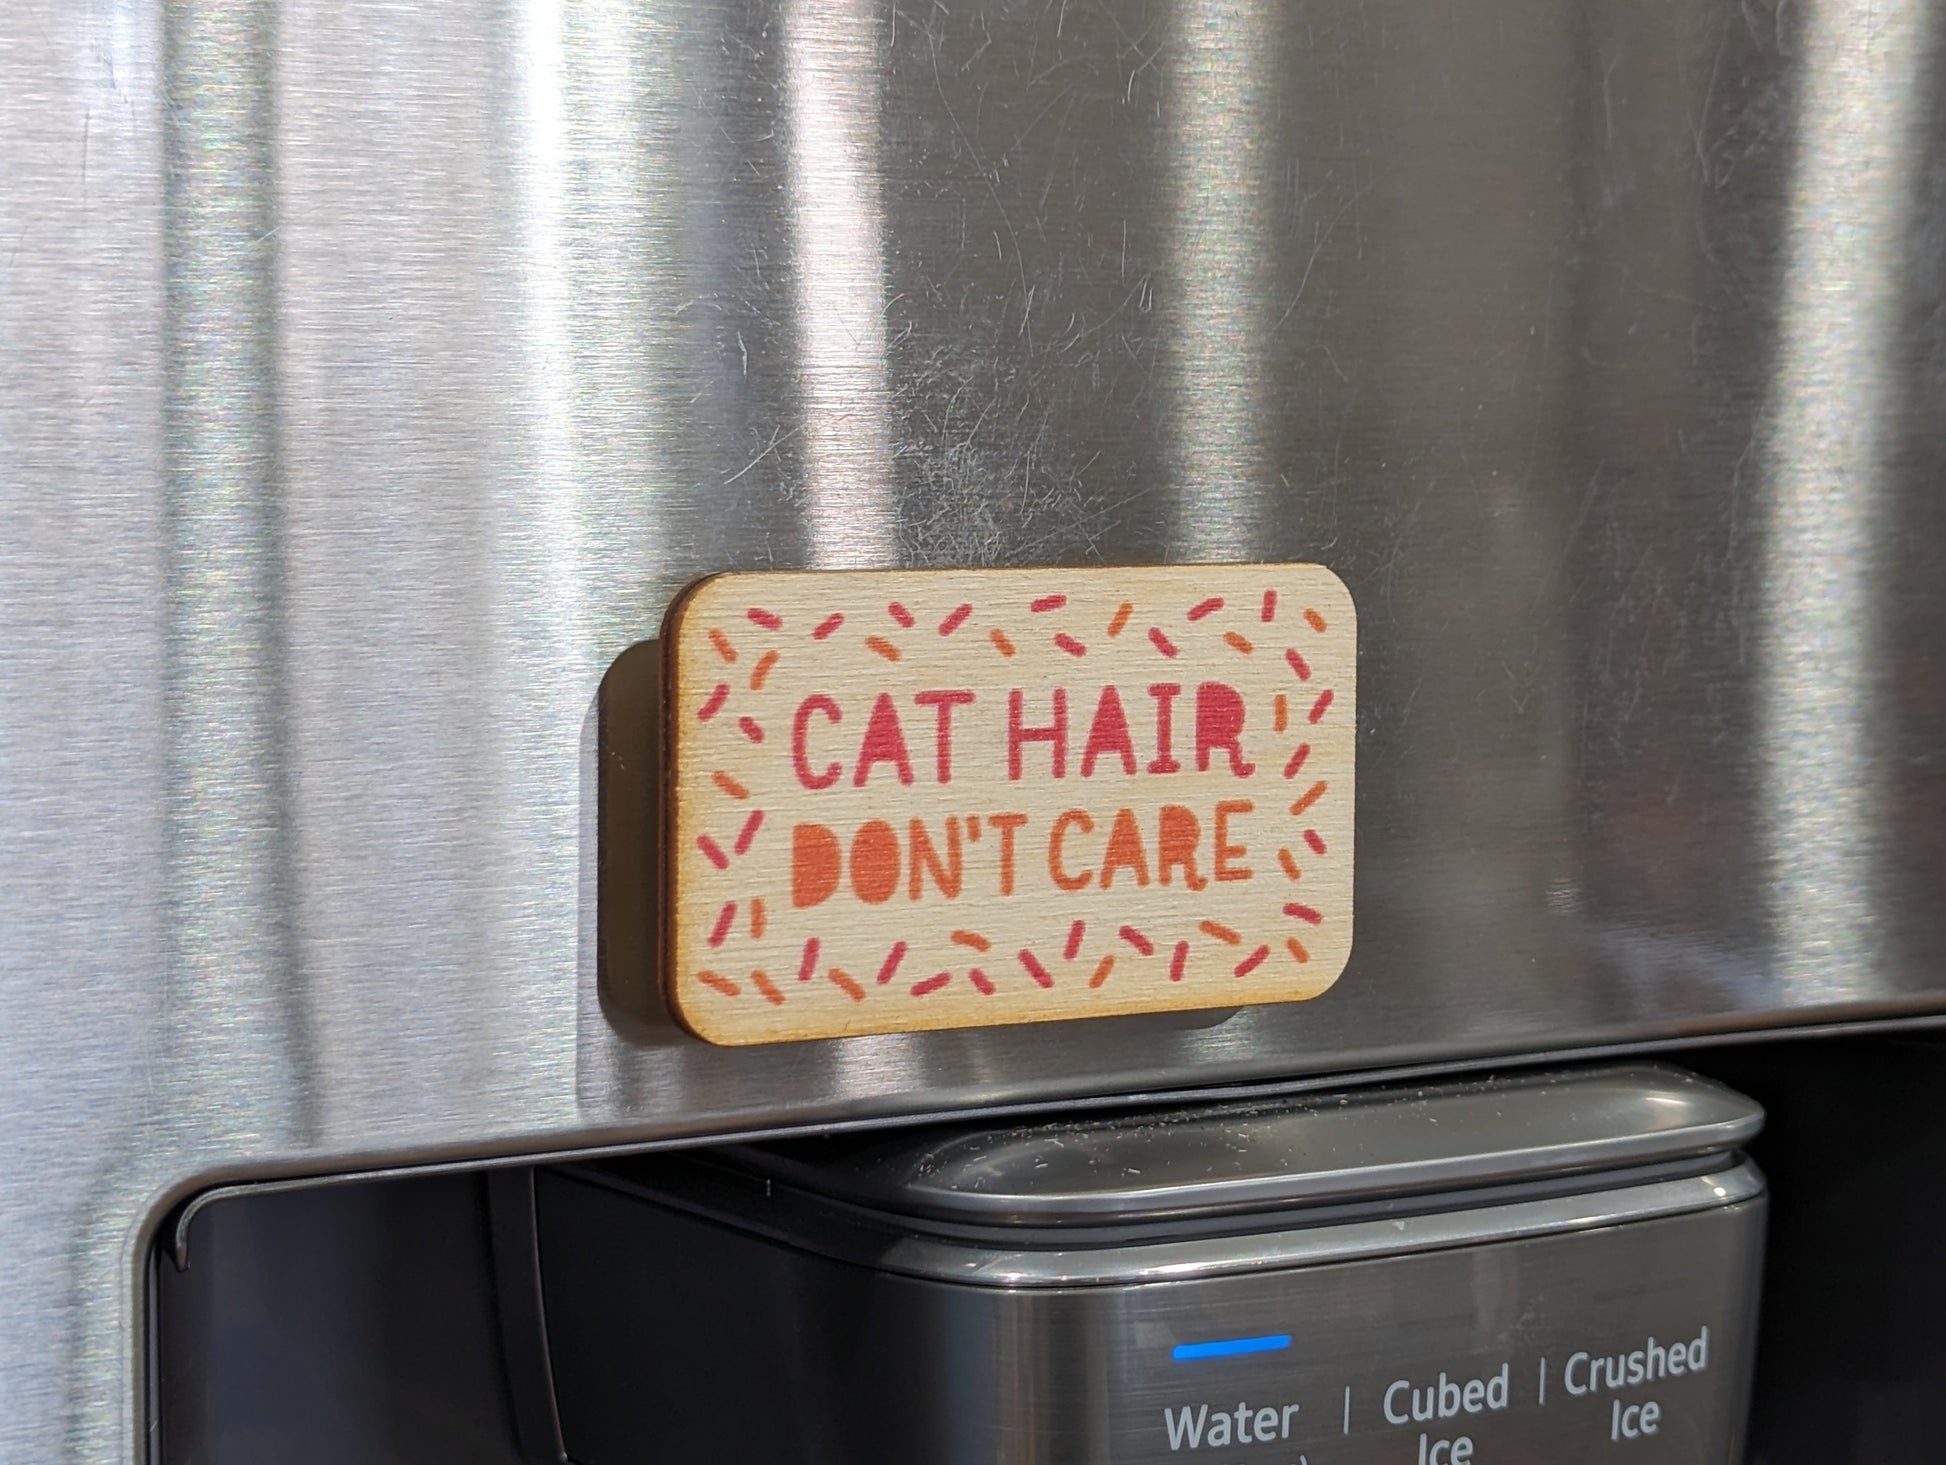 CAT HAIR
DON'T CARE
Water | Cubed Ice | Crushed Ice